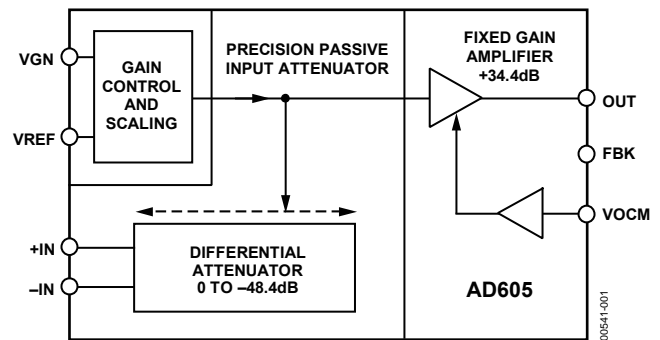 VGN
VREF
GAIN
CONTROL
AND
SCALING
PRECISION PASSIVE
INPUT ATTENUATOR
FIXED GAIN
AMPLIFIER
+34.4dB
OUT
FBK
VOCM
+IN
–IN
DIFFERENTIAL
ATTENUATOR
0 TO –48.4dB
AD605
00541-001